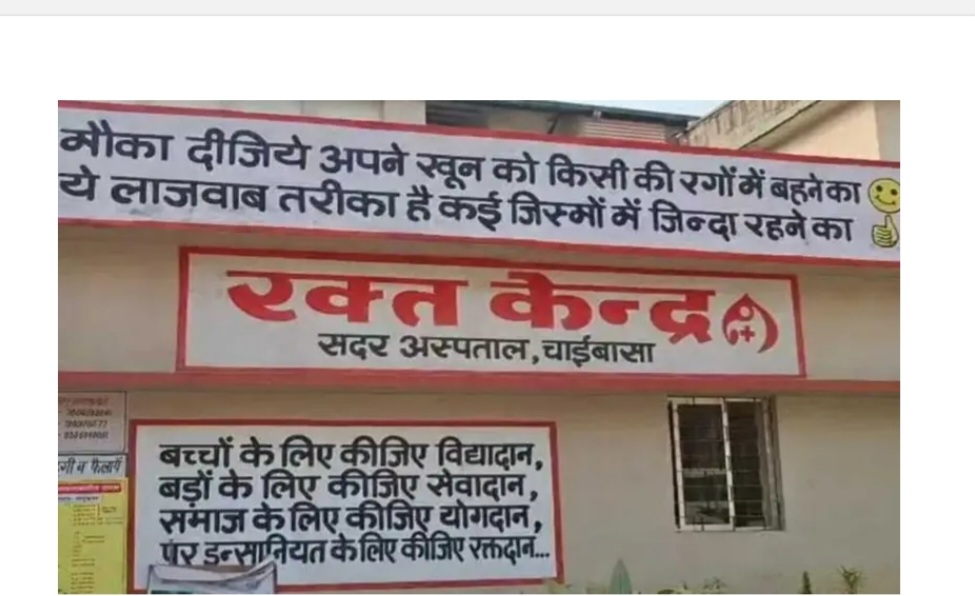 मौका दीजिये अपने खून को किसी की रगों में बहने का
ये लाजवाब तरीका है कई जिस्मों में जिन्दा रहने का
रक्त केन्द्र
सदर अस्पताल, चाईबासा
बच्चों के लिए कीजिए विद्यादान,
बड़ों के लिए कीजिए सेवादान,
समाज के लिए कीजिए योगदान,
पर इन्सानियत के लिए कीजिए रक्तदान...
न फैलायें